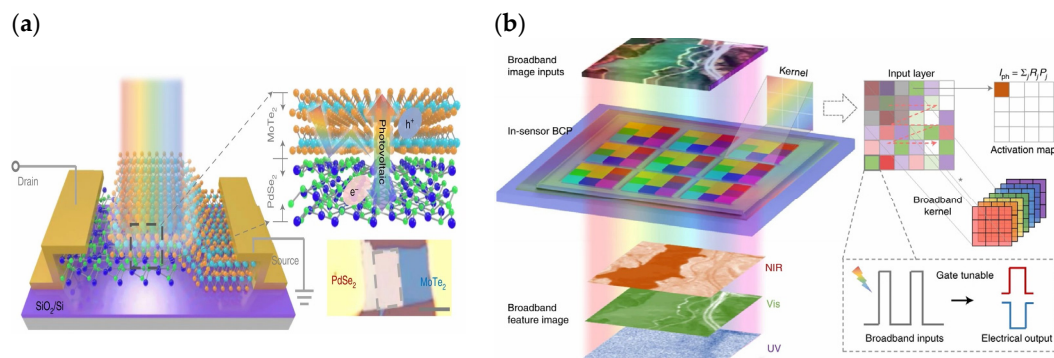 (a)
Drain
SiO₂/Si
Source
MoTe₂
PdSe₂
h⁺
Photovoltaic
e⁻
PdSe₂
MoTe₂
(b)
Broadband
image inputs
Kernel
In-sensor BCP
NIR
Broadband
feature image
Vis
UV
Input layer
Iₚₕ = ΣⱼRⱼPⱼ
Activation map
*
Broadband
kernel
Gate tunable
Broadband inputs
Electrical output